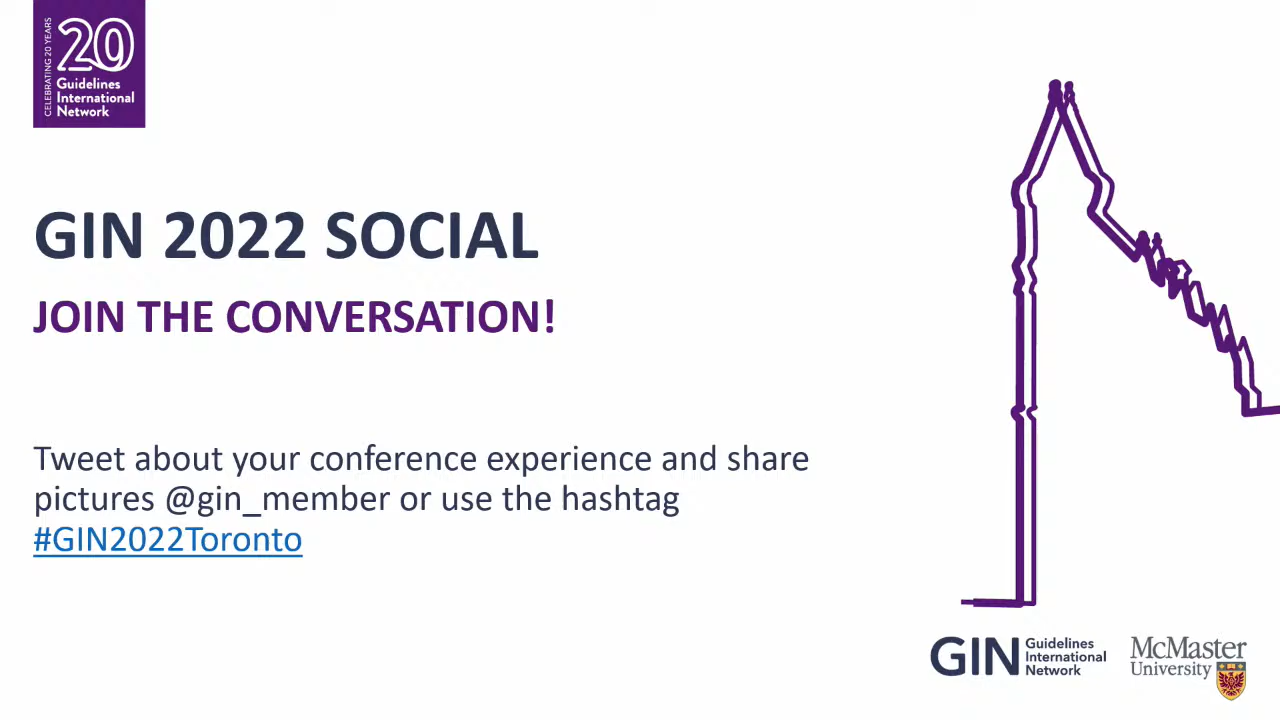 CELEBRATING 20 YEARS
20
Guidelines
International
Network
GIN 2022 SOCIAL
JOIN THE CONVERSATION!
Tweet about your conference experience and share
pictures @gin_member or use the hashtag
#GIN2022Toronto
GIN
Guidelines
International
Network
McMaster
University